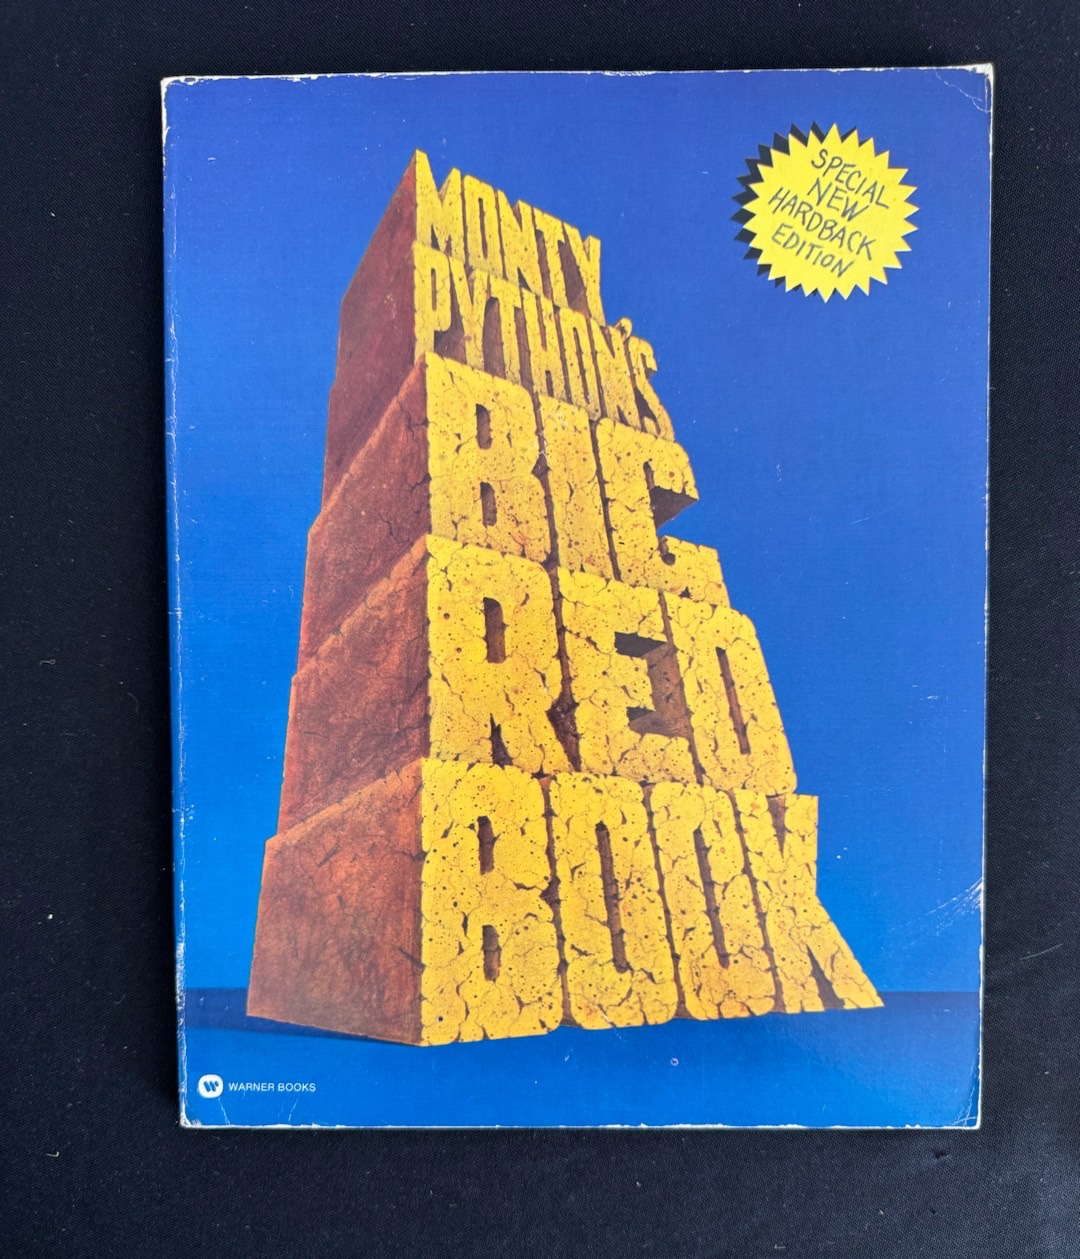 MONTY
PYTHON'S
BIG
RED
BOOK
SPECIAL
NEW
HARDBACK
EDITION
W
WARNER BOOKS